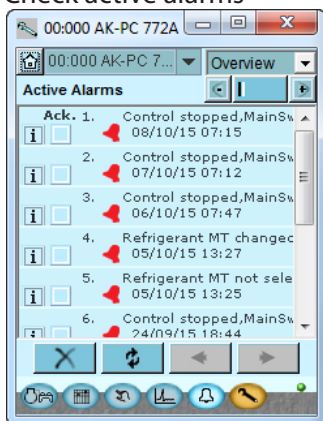 Check active alarms
00:000 AK-PC 772A
00:000 AK-PC 7... Overview
Active Alarms
Ack. 1. Control stopped,MainSw
08/10/15 07:15
2. Control stopped,MainSw
07/10/15 07:12
3. Control stopped,MainSw
06/10/15 07:47
4. Refrigerant MT changed
05/10/15 13:27
5. Refrigerant MT not sele
05/10/15 13:25
6. Control stopped,MainSw
24/09/15 18:44